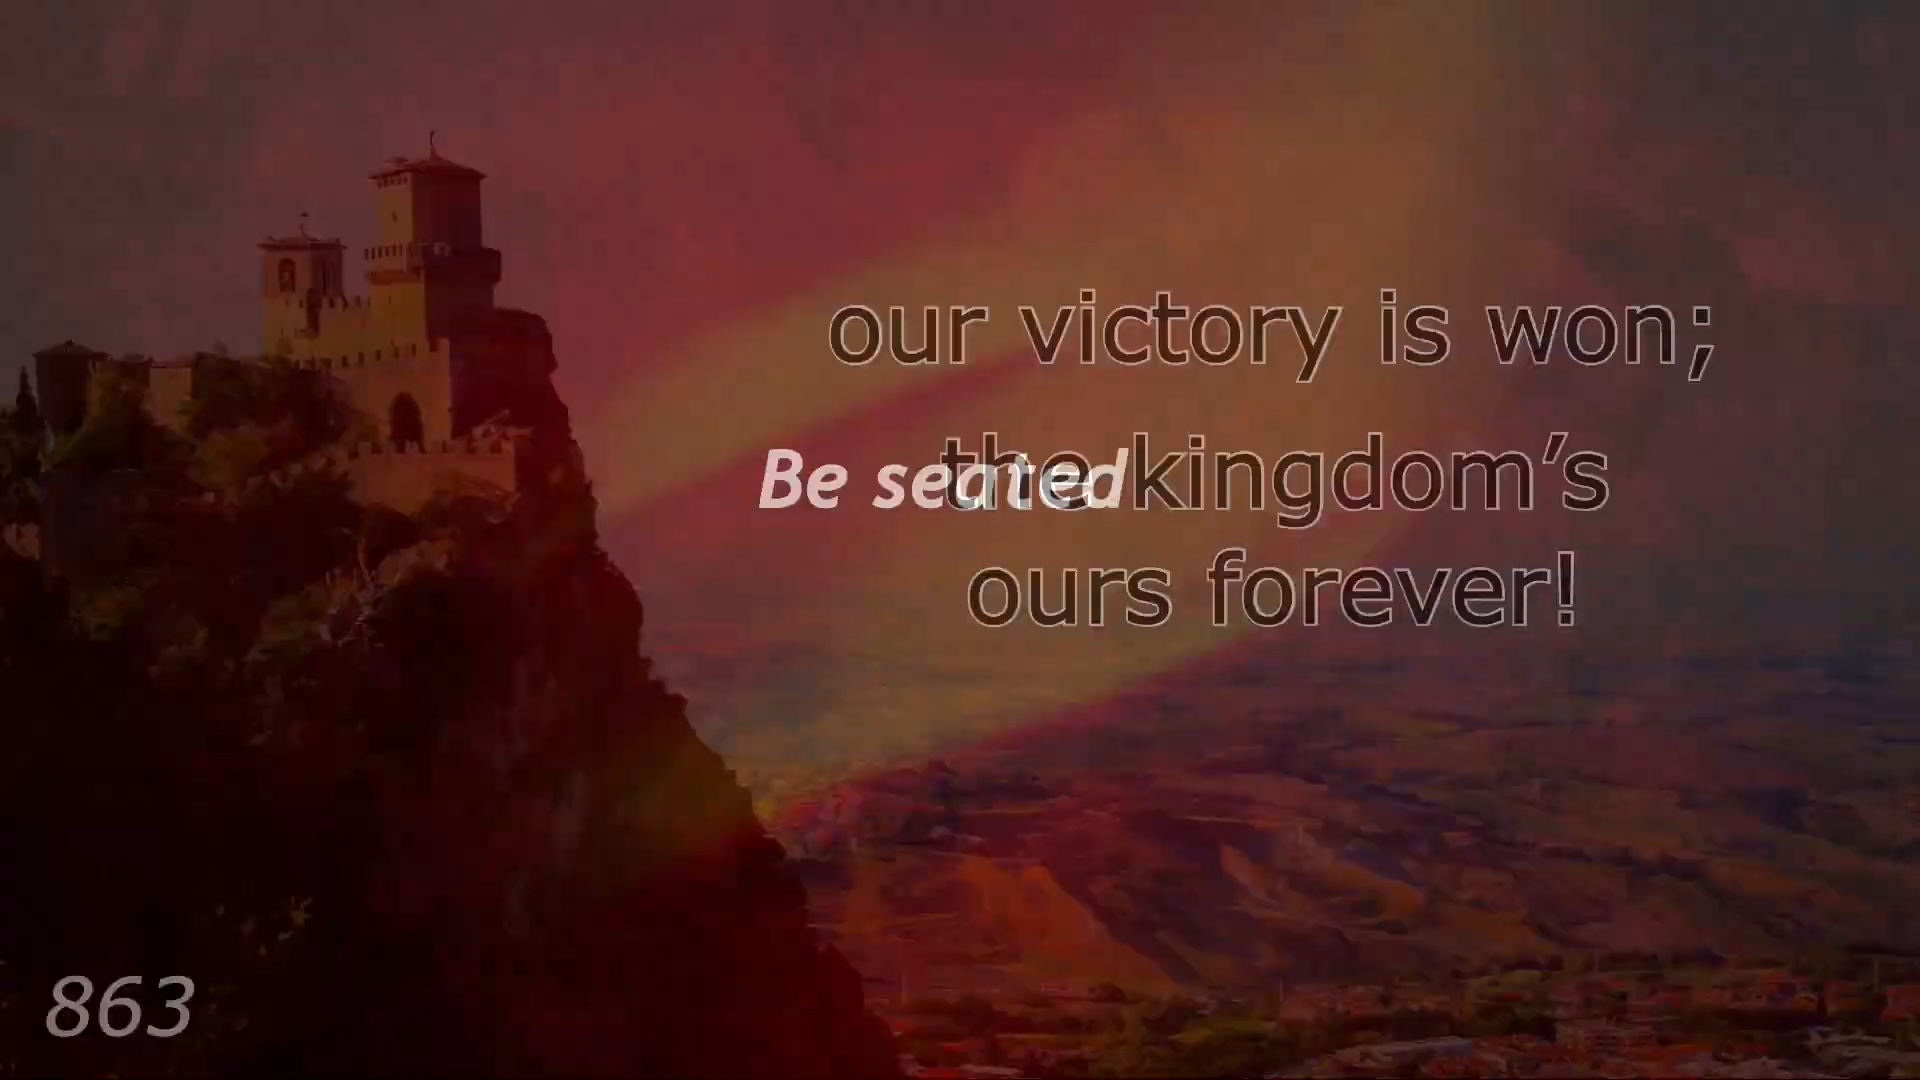 our victory is won;
Be seated
the kingdom’s
ours forever!
863